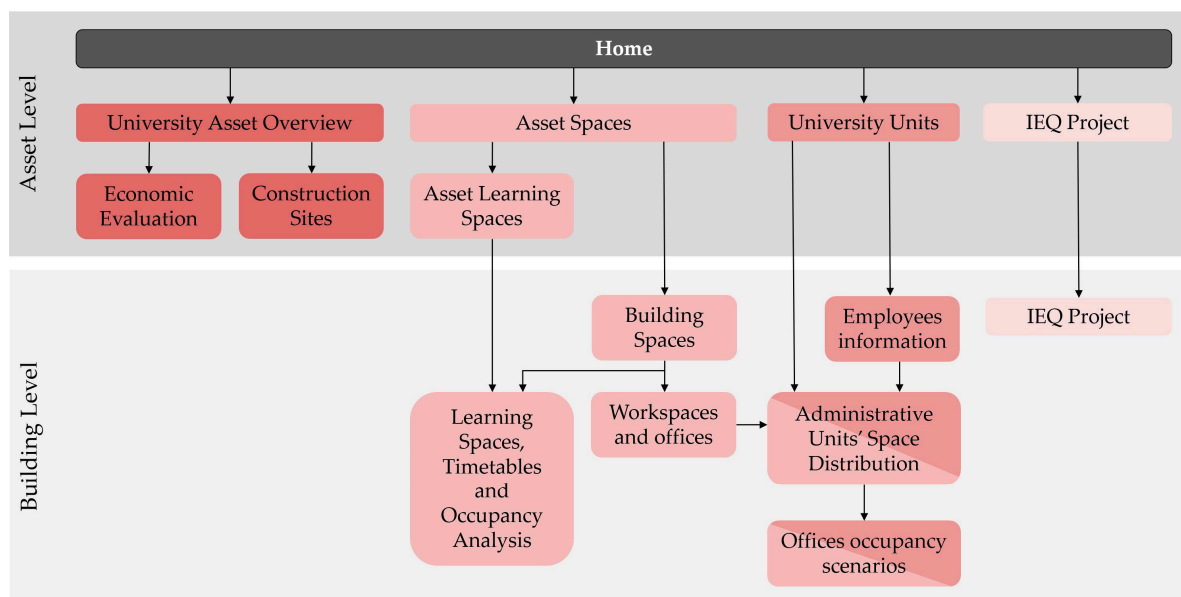 Asset Level
Home
University Asset Overview
Asset Spaces
University Units
IEQ Project
Economic
Evaluation
Construction
Sites
Asset Learning
Spaces
Building Level
Building
Spaces
Employees
information
IEQ Project
Learning
Spaces,
Timetables
and
Occupancy
Analysis
Workspaces
and offices
Administrative
Units’ Space
Distribution
Offices occupancy
scenarios